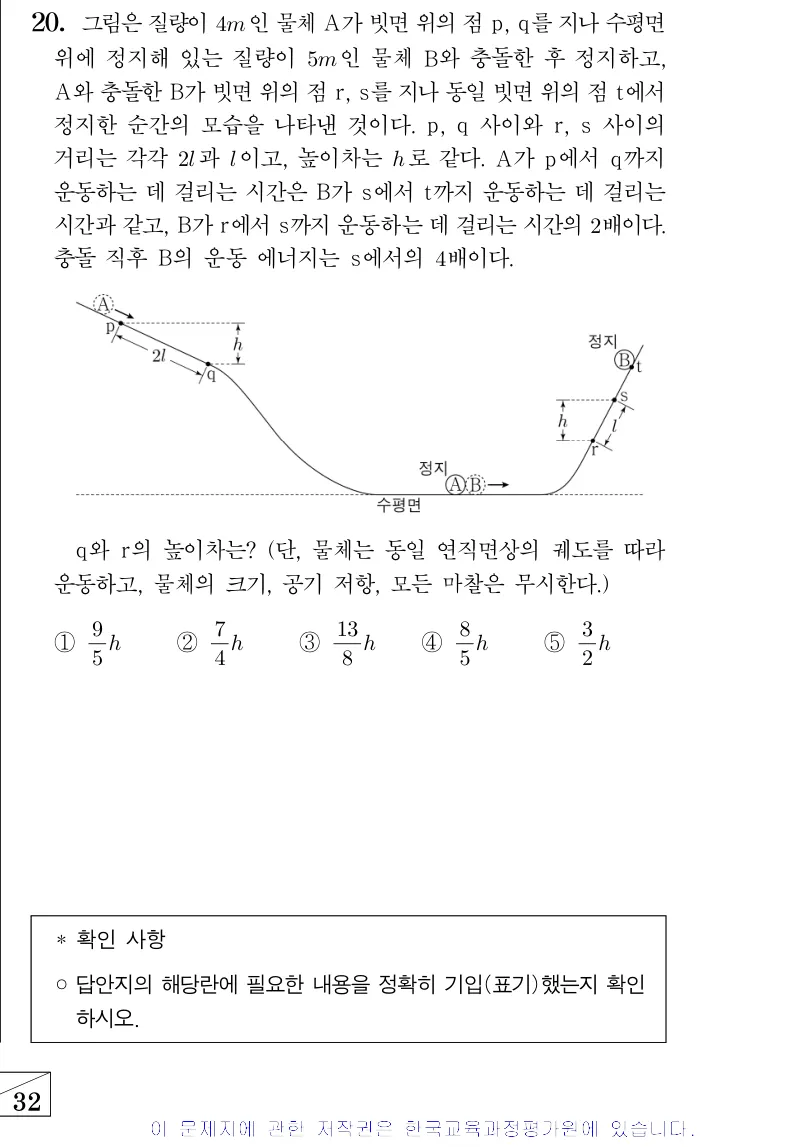 20. 그림은 질량이 4m인 물체 A가 빗면 위의 점 p, q를 지나 수평면
위에 정지해 있는 질량이 5m인 물체 B와 충돌한 후 정지하고,
A와 충돌한 B가 빗면 위의 점 r, s를 지나 동일 빗면 위의 점 t에서
정지한 순간의 모습을 나타낸 것이다. p, q 사이와 r, s 사이의
거리는 각각 2l과 l이고, 높이차는 h로 같다. A가 p에서 q까지
운동하는 데 걸리는 시간은 B가 s에서 t까지 운동하는 데 걸리는
시간과 같고, B가 r에서 s까지 운동하는 데 걸리는 시간의 2배이다.
충돌 직후 B의 운동 에너지는 s에서의 4배이다.
A
p
2l
q
h
정지
B
t
s
h
l
r
정지
A B
수평면
q와 r의 높이차는? (단, 물체는 동일 연직면상의 궤도를 따라
운동하고, 물체의 크기, 공기 저항, 모든 마찰은 무시한다.)
① 9/5 h ② 7/4 h ③ 13/8 h ④ 8/5 h ⑤ 3/2 h
* 확인 사항
○ 답안지의 해당란에 필요한 내용을 정확히 기입(표기)했는지 확인
하시오.
32
이 문제지에 관한 저작권은 한국교육과정평가원에 있습니다.